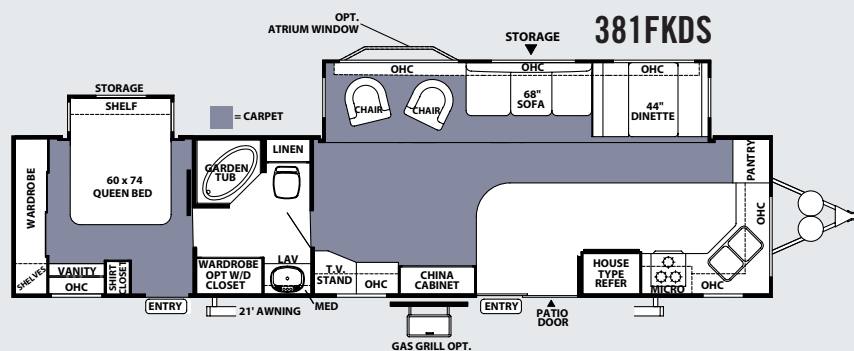 381FKDS
OPT.
ATRIUM WINDOW
STORAGE
OHC
OHC
OHC
CHAIR
CHAIR
68"
SOFA
44"
DINETTE
STORAGE
SHELF
= CARPET
60 x 74
QUEEN BED
WARDROBE
GARDEN
TUB
LINEN
PANTRY
OHC
SHELVES
VANITY
OHC
SHIRT
CLOSET
WARDROBE
OPT W/D
CLOSET
LAV
T.V.
STAND
OHC
CHINA
CABINET
HOUSE
TYPE
REFER
MICRO
OHC
ENTRY
21' AWNING
MED
ENTRY
PATIO
DOOR
GAS GRILL OPT.